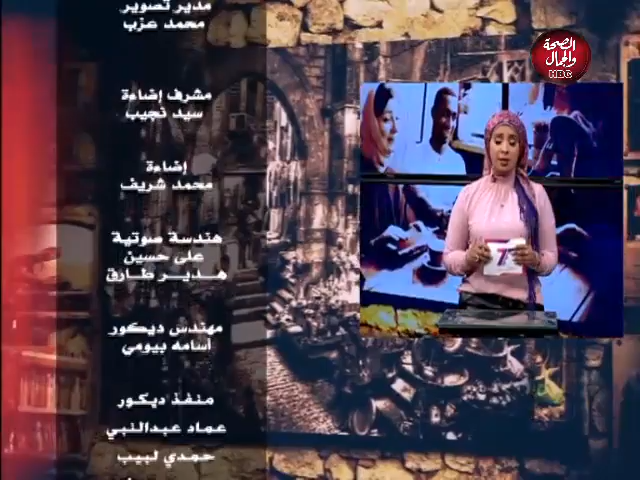 مدير تصوير
محمد عزب
مشرف إضاءة
سيد نجيب
إضاءة
محمد شريف
هندسة صوتية
على حسين
هدير طارق
مهندس ديكور
أسامه بيومي
منفذ ديكور
عماد عبدالنبي
حمدي لبيب
الصحة
والجمال
HBC
7